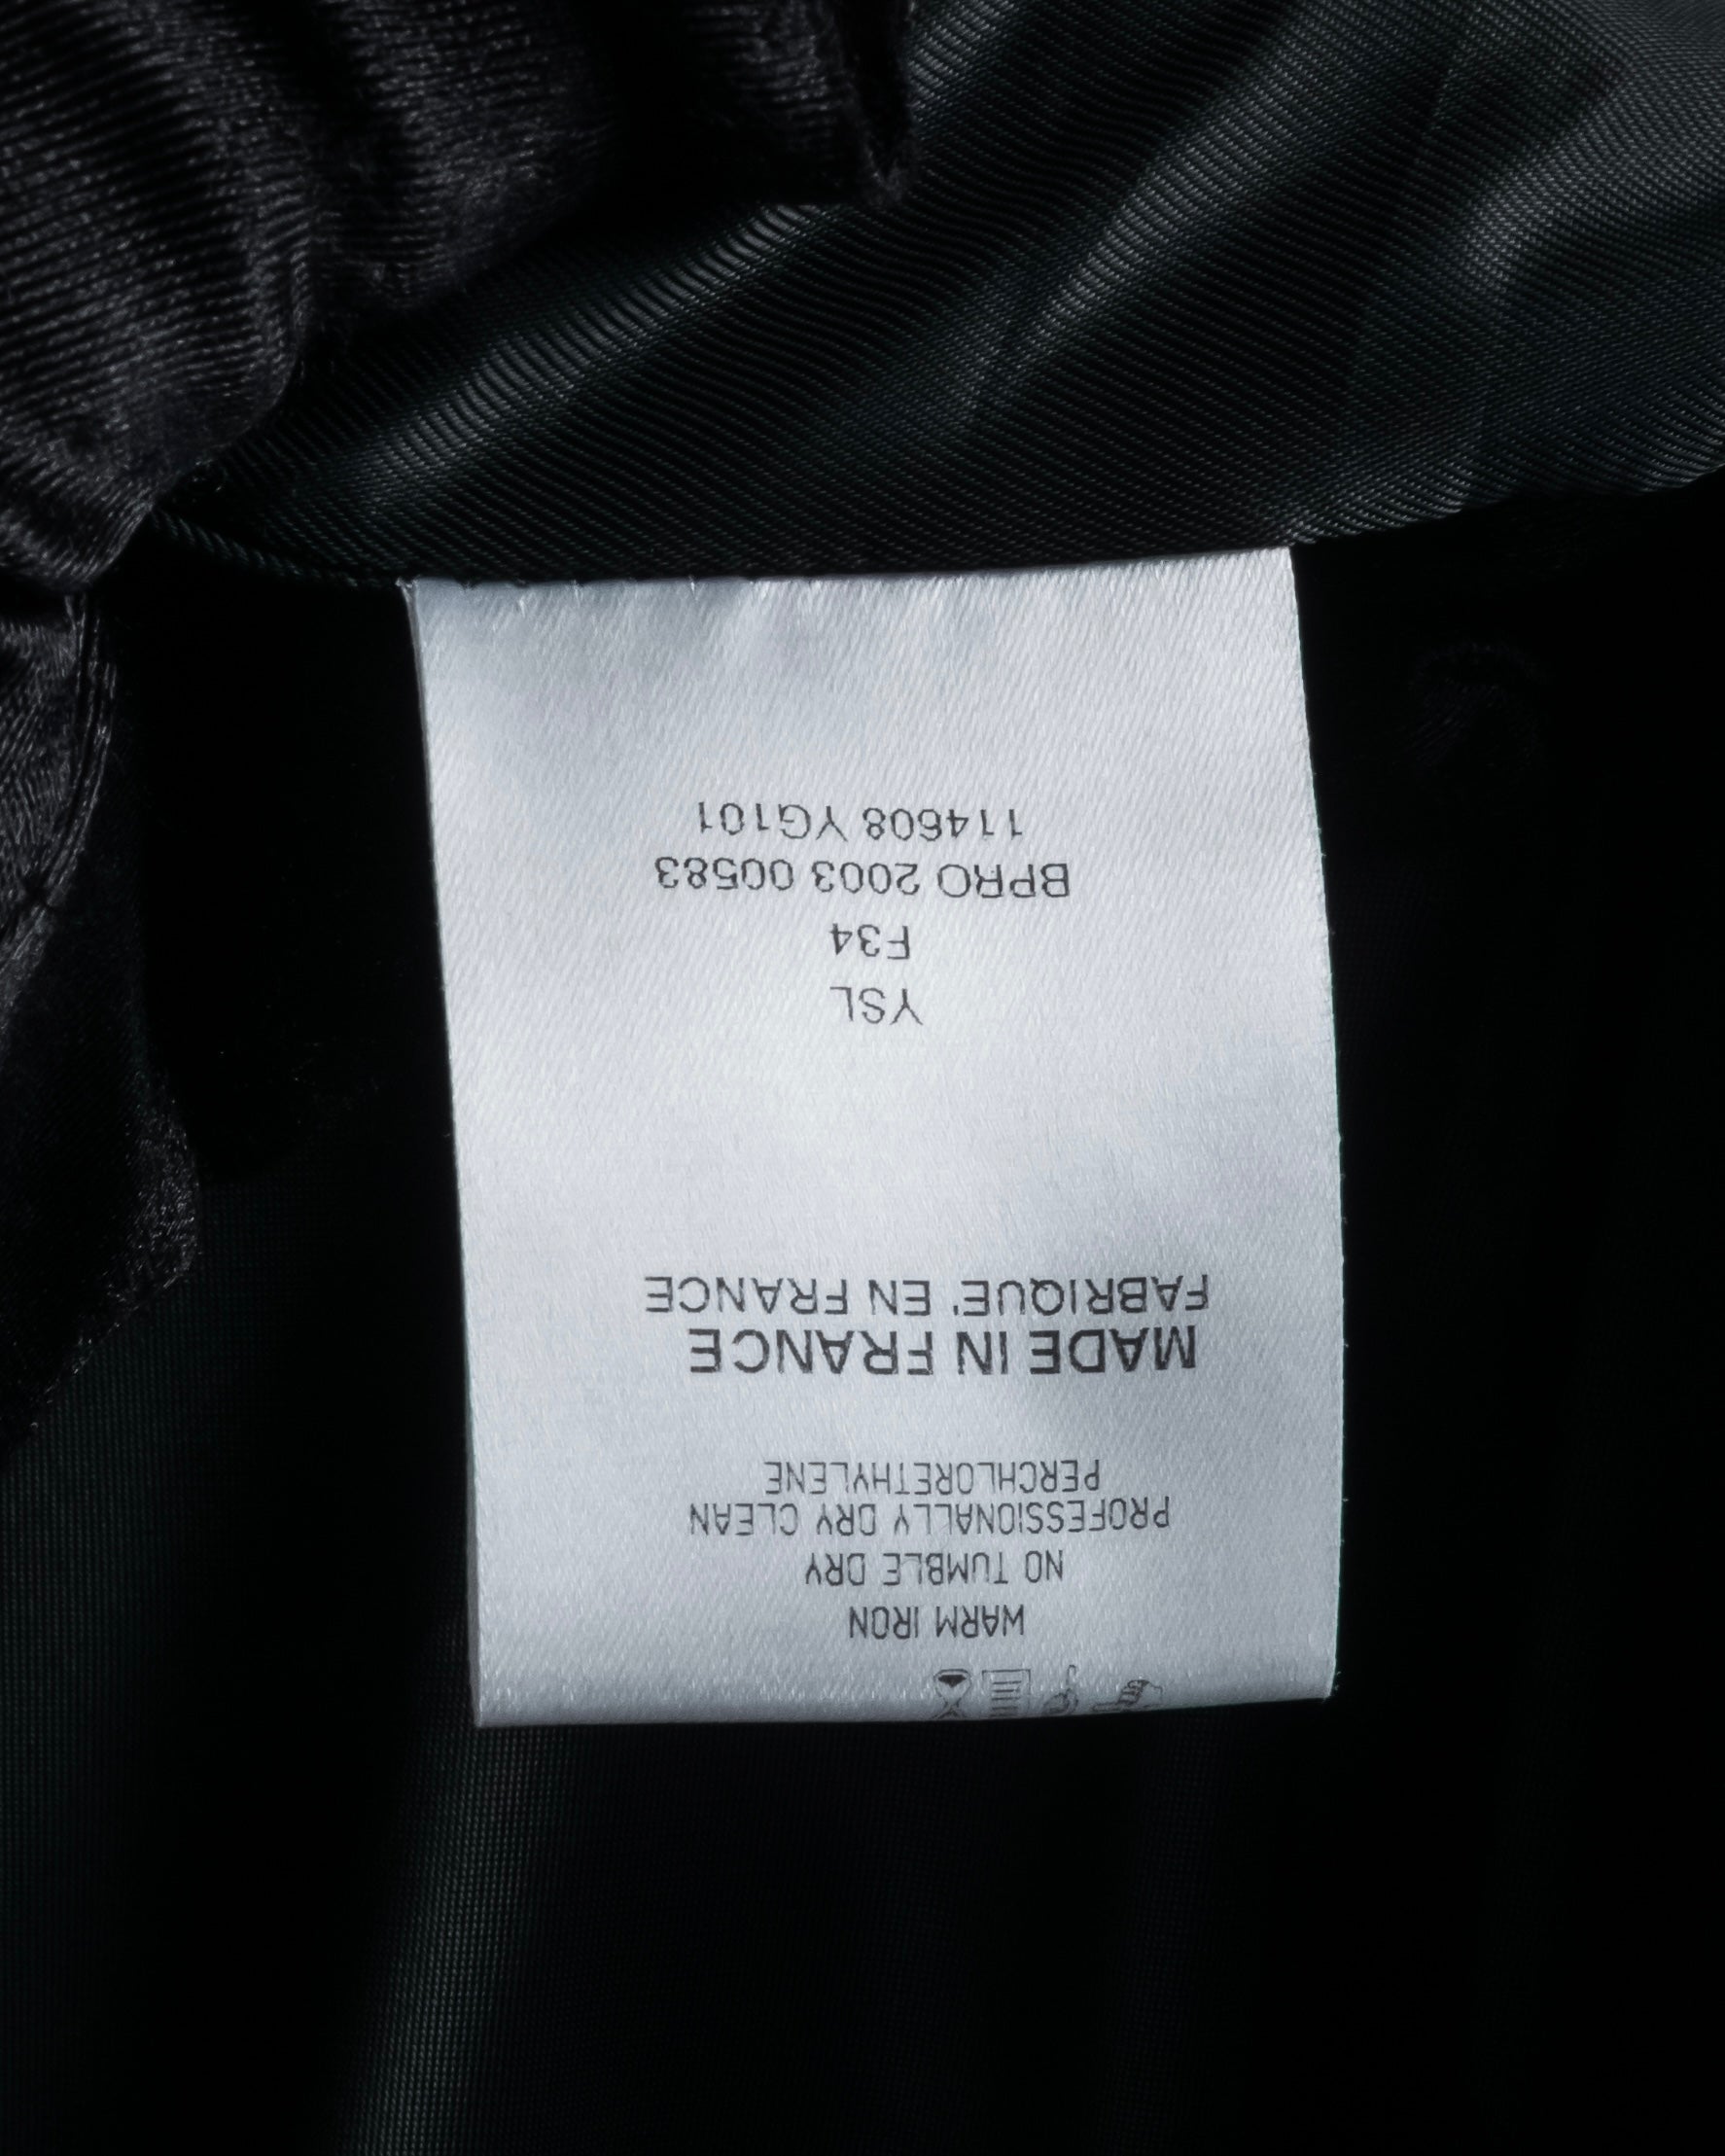 WARM IRON
NO TUMBLE DRY
PROFESSIONALLY DRY CLEAN
PERCHLORETHYLENE
MADE IN FRANCE
FABRIQUE' EN FRANCE
YSL
F34
BPRO 2003 00583
114608 YG101